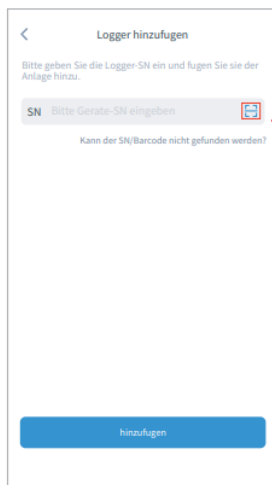 Logger hinzufugen
Bitte geben Sie die Logger-SN ein und fugen Sie sie der
Anlage hinzu.
SN Bitte Gerate-SN eingeben
Kann der SN/Barcode nicht gefunden werden?
hinzufugen